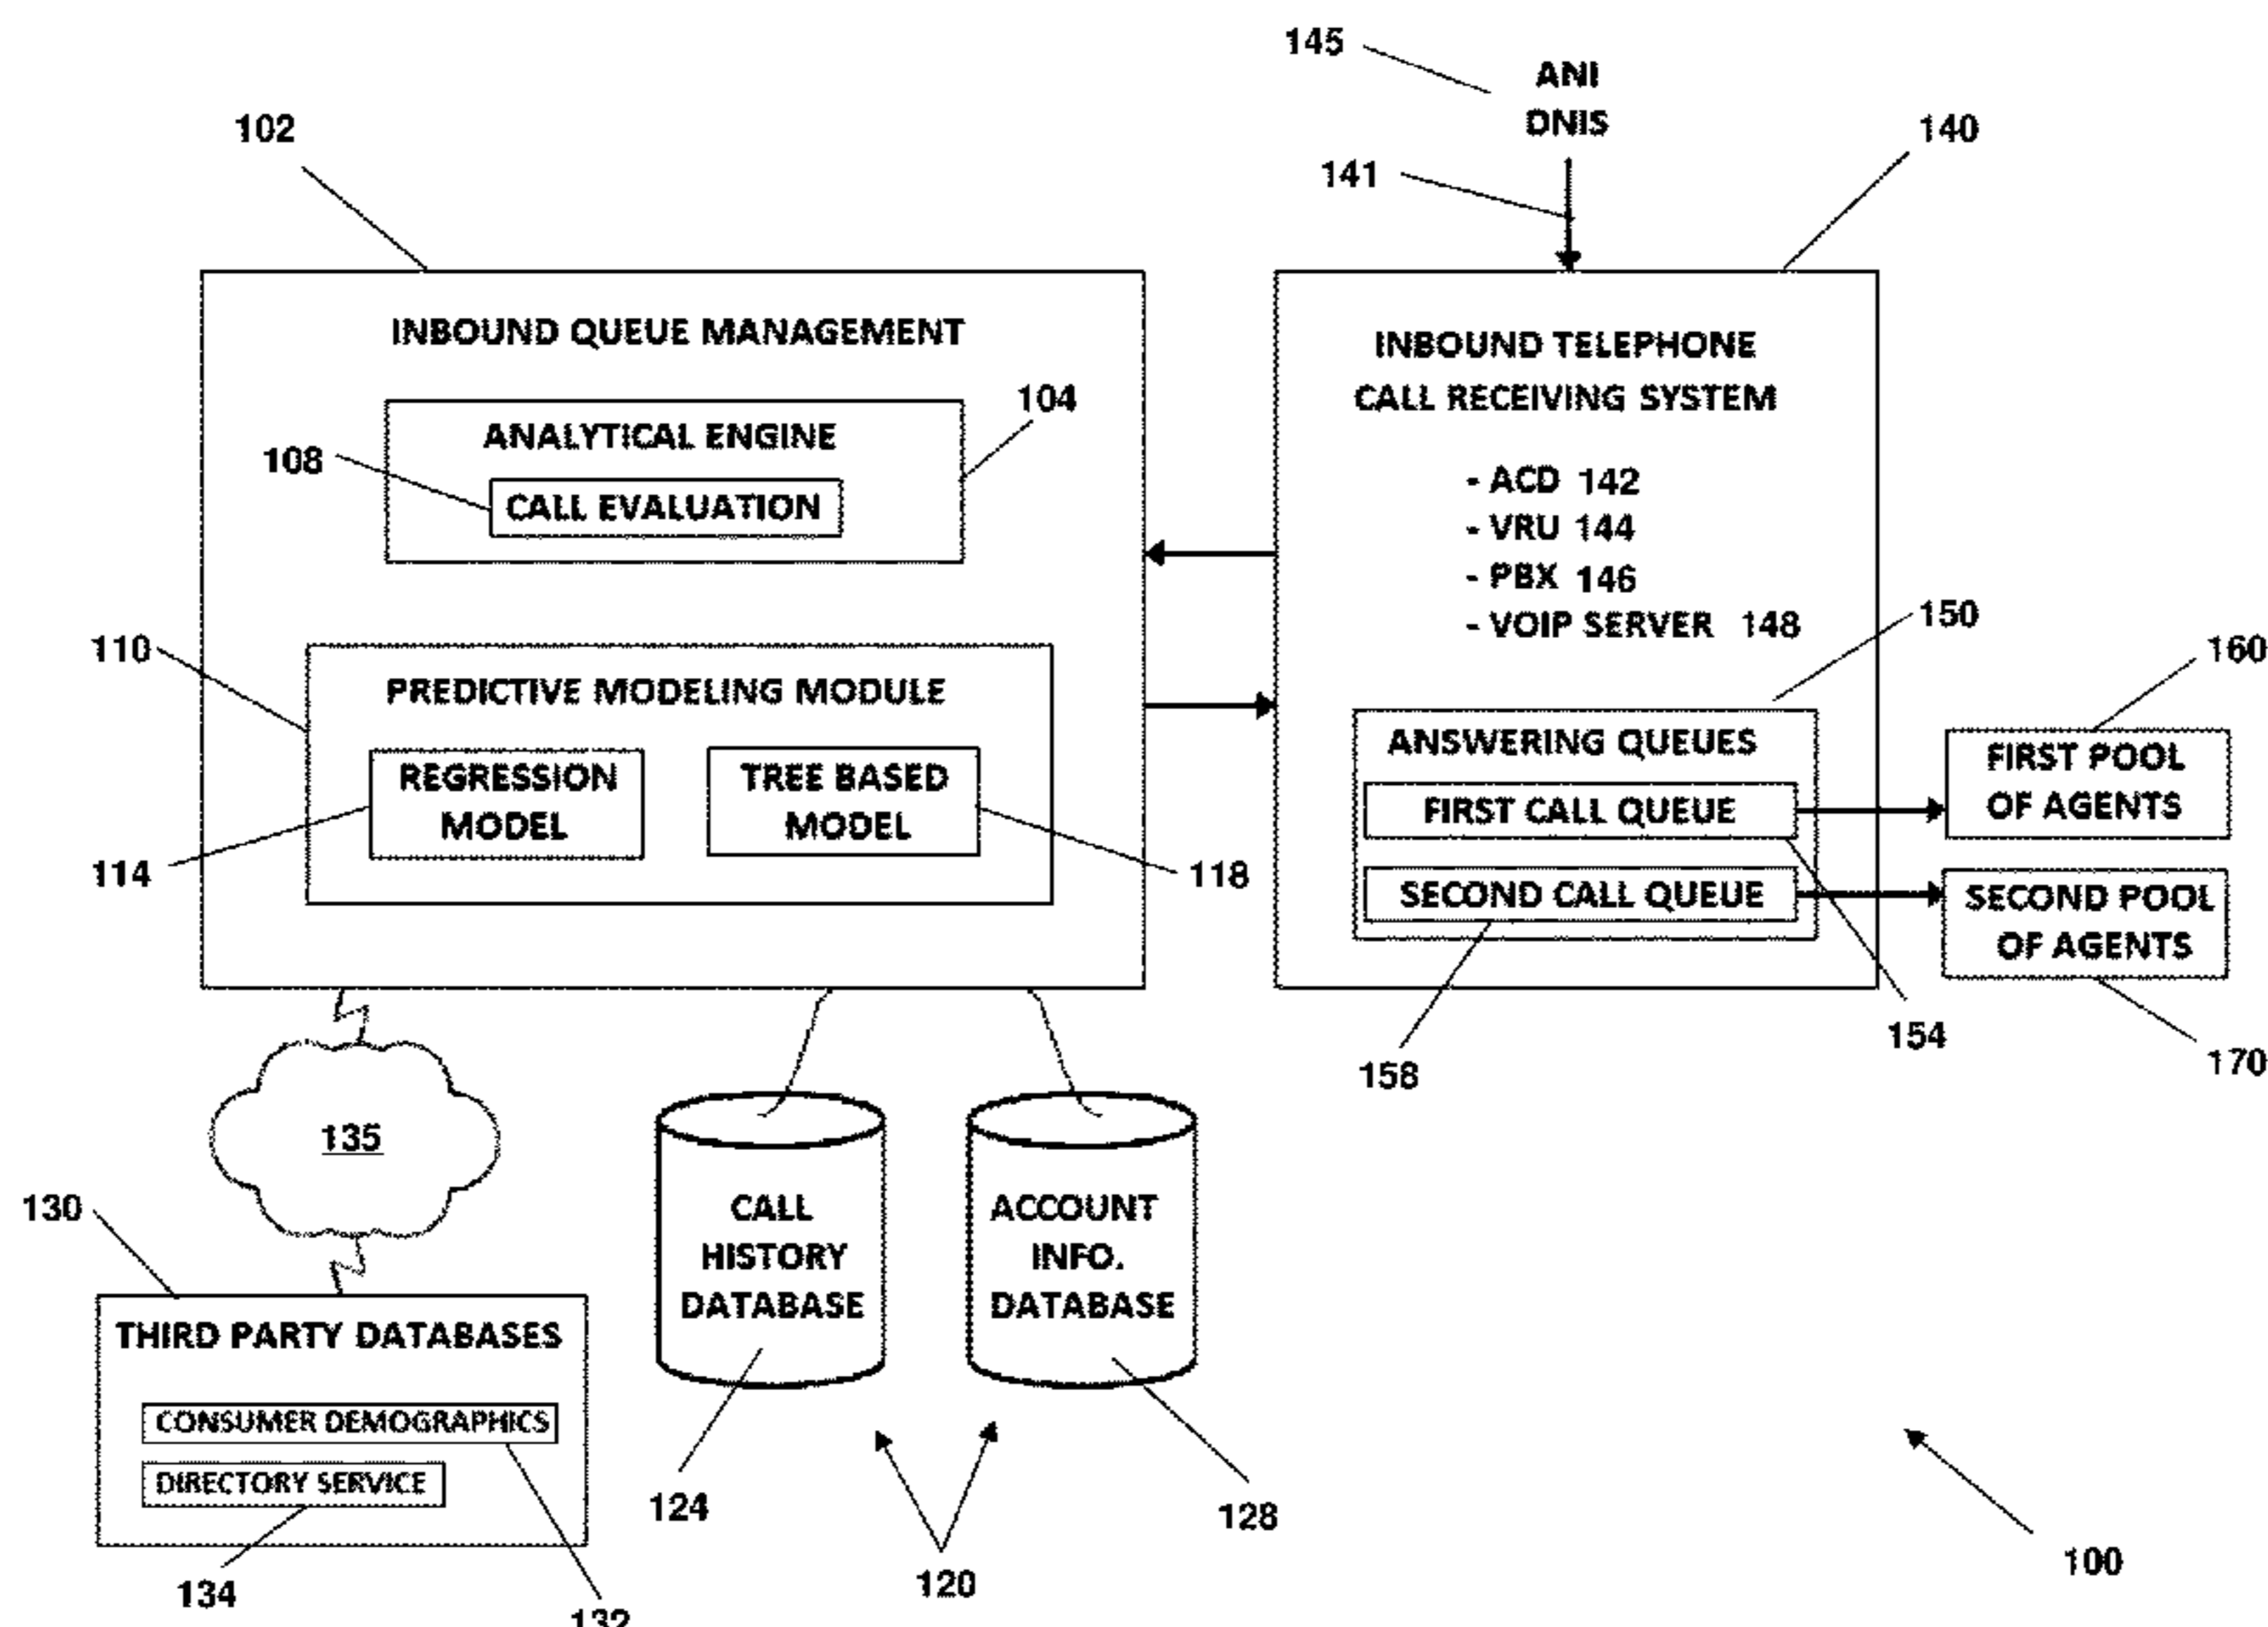 145
ANI
DNIS
102
140
141
INBOUND QUEUE MANAGEMENT
104
ANALYTICAL ENGINE
108
CALL EVALUATION
110
PREDICTIVE MODELING MODULE
REGRESSION
MODEL
TREE BASED
MODEL
114
118
INBOUND TELEPHONE
CALL RECEIVING SYSTEM
- ACD 142
- VRU 144
- PBX 146
- VOIP SERVER 148
150
160
ANSWERING QUEUES
FIRST CALL QUEUE
SECOND CALL QUEUE
FIRST POOL
OF AGENTS
SECOND POOL
OF AGENTS
154
158
170
135
130
THIRD PARTY DATABASES
CONSUMER DEMOGRAPHICS
DIRECTORY SERVICE
134
132
CALL
HISTORY
DATABASE
ACCOUNT
INFO.
DATABASE
124
128
120
100